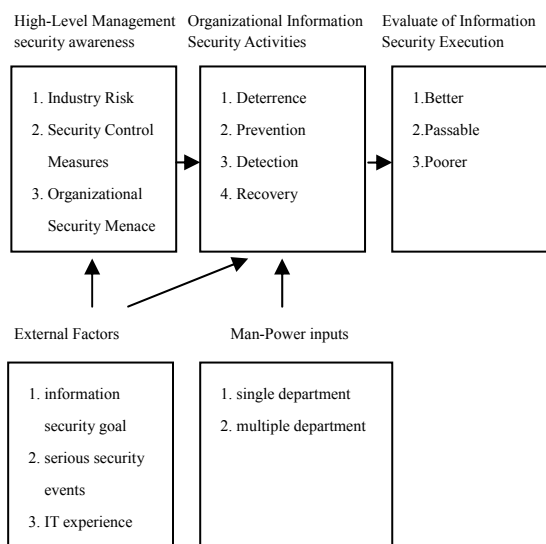 High-Level Management
security awareness
Organizational Information
Security Activities
Evaluate of Information
Security Execution
1. Industry Risk
2. Security Control
Measures
3. Organizational
Security Menace
1. Deterrence
2. Prevention
3. Detection
4. Recovery
1.Better
2.Passable
3.Poorer
External Factors
Man-Power inputs
1. information
security goal
2. serious security
events
3. IT experience
1. single department
2. multiple department